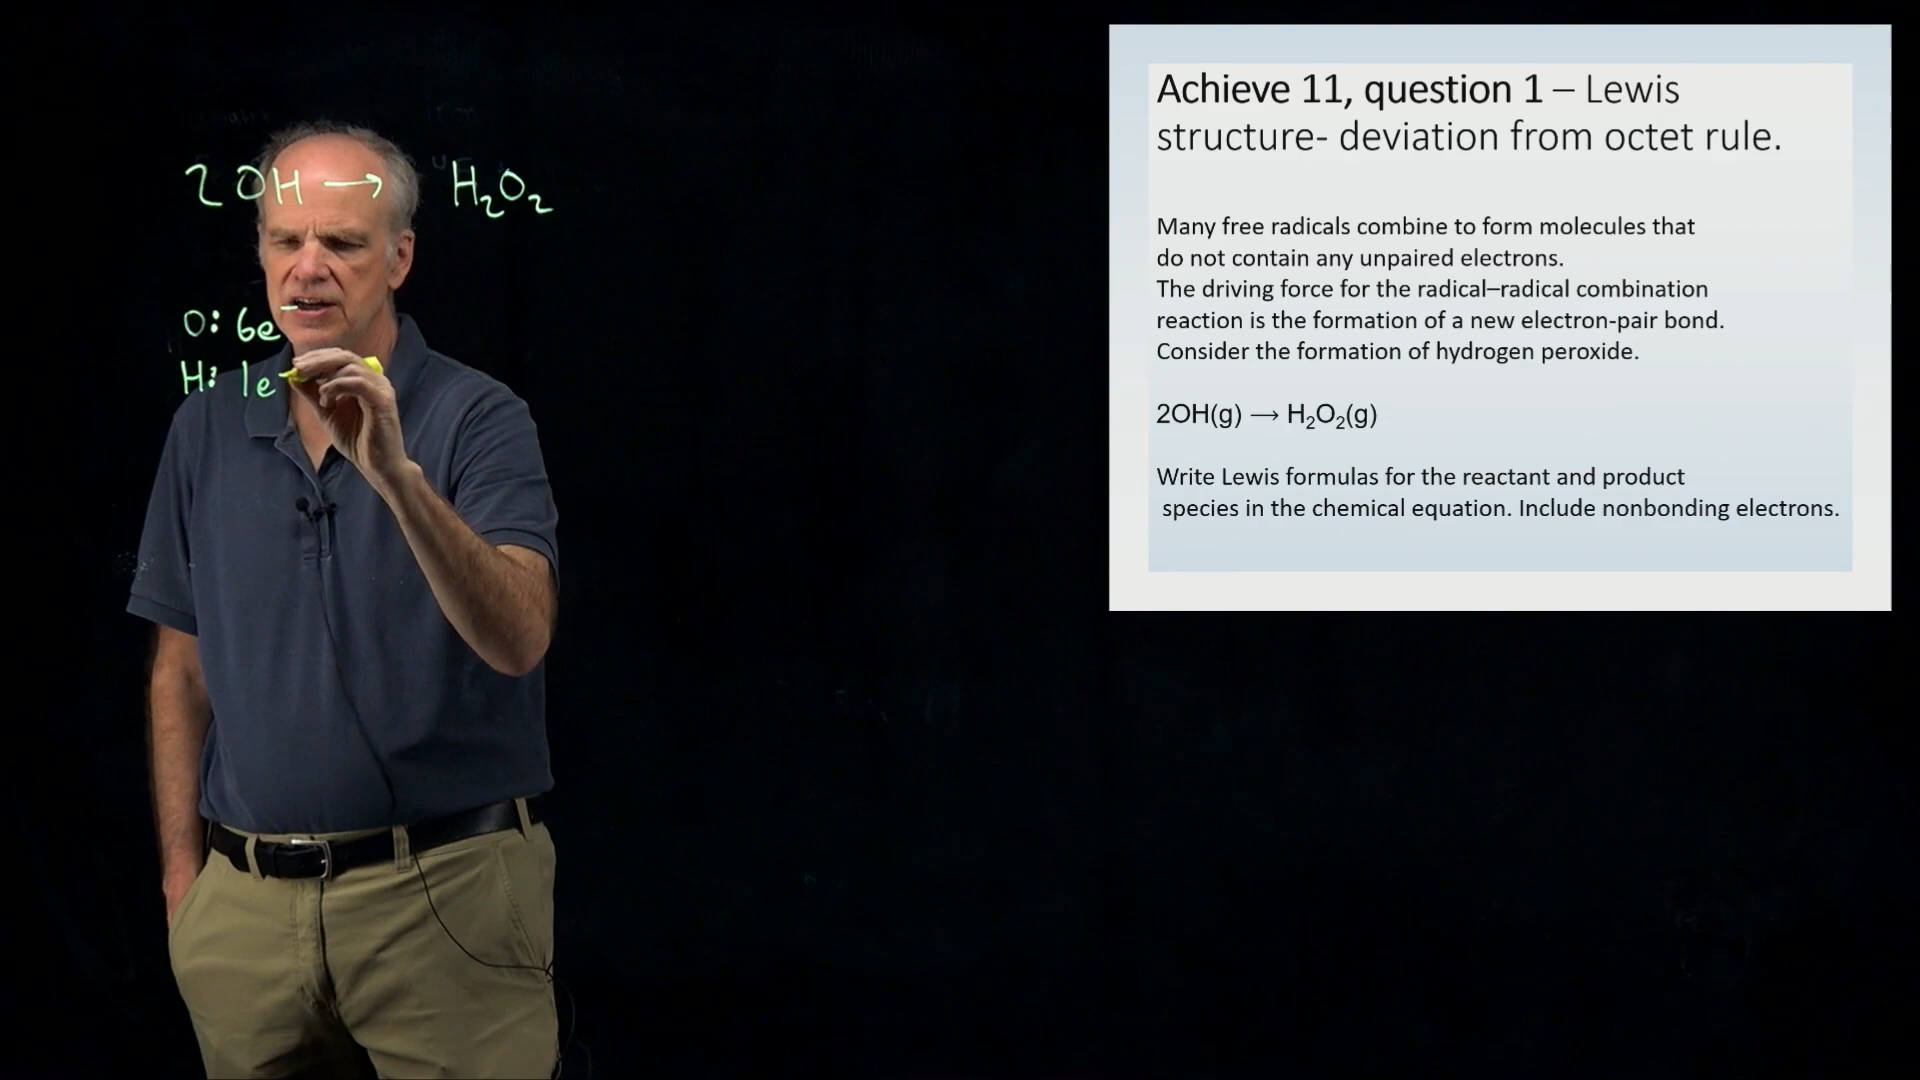 2 OH → H₂O₂
O: 6e⁻
H: 1e
Achieve 11, question 1 – Lewis
structure- deviation from octet rule.
Many free radicals combine to form molecules that
do not contain any unpaired electrons.
The driving force for the radical–radical combination
reaction is the formation of a new electron-pair bond.
Consider the formation of hydrogen peroxide.
2OH(g) ⟶ H₂O₂(g)
Write Lewis formulas for the reactant and product
species in the chemical equation. Include nonbonding electrons.